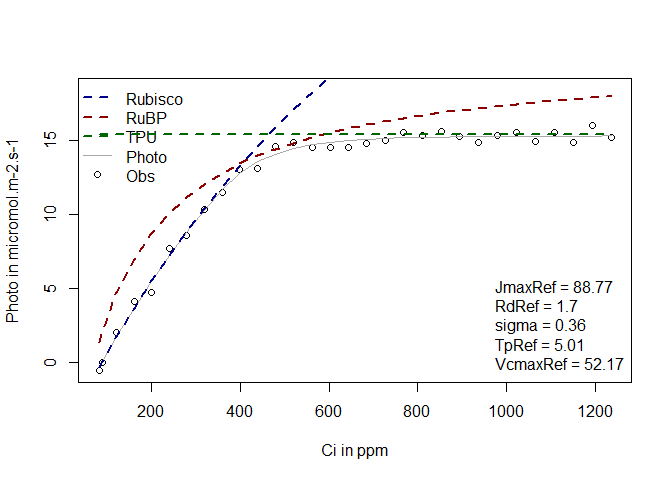 Rubisco
RuBP
TPU
Photo
Obs
Photo in micromol.m-2.s-1
15
10
5
0
JmaxRef = 88.77
RdRef = 1.7
sigma = 0.36
TpRef = 5.01
VcmaxRef = 52.17
200 400 600 800 1000 1200
Ci in ppm